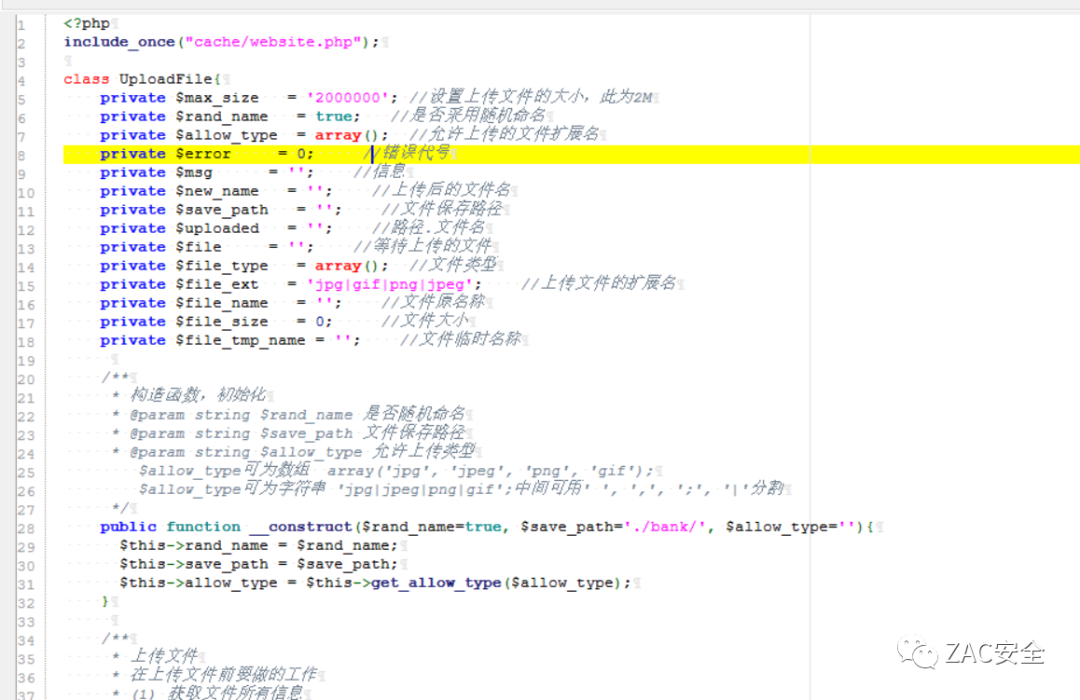 1 <?php
2 include_once("cache/website.php");
3
4 class UploadFile{
5 private $max_size = '2000000'; //设置上传文件的大小，此为2M
6 private $rand_name = true; //是否采用随机命名
7 private $allow_type = array(); //允许上传的文件扩展名
8 private $error = 0; //错误代号
9 private $msg = ''; //信息
10 private $new_name = ''; //上传后的文件名
11 private $save_path = ''; //文件保存路径
12 private $uploaded = ''; //路径.文件名
13 private $file = ''; //等待上传的文件
14 private $file_type = array(); //文件类型
15 private $file_ext = 'jpg|gif|png|jpeg'; //上传文件的扩展名
16 private $file_name = ''; //文件原名称
17 private $file_size = 0; //文件大小
18 private $file_tmp_name = ''; //文件临时名称
19
20 /**
21 * 构造函数，初始化
22 * @param string $rand_name 是否随机命名
23 * @param string $save_path 文件保存路径
24 * @param string $allow_type 允许上传类型
25 $allow_type可为数组 array('jpg', 'jpeg', 'png', 'gif');
26 $allow_type可为字符串 'jpg|jpeg|png|gif';中间可用' ', ',', ';', '|'分割
27 */
28 public function __construct($rand_name=true, $save_path='./bank/', $allow_type=''){
29 $this->rand_name = $rand_name;
30 $this->save_path = $save_path;
31 $this->allow_type = $this->get_allow_type($allow_type);
32 }
33
34 /**
35 * 上传文件
36 * 在上传文件前要做的工作
37 * (1) 获取文件所有信息
ZAC安全